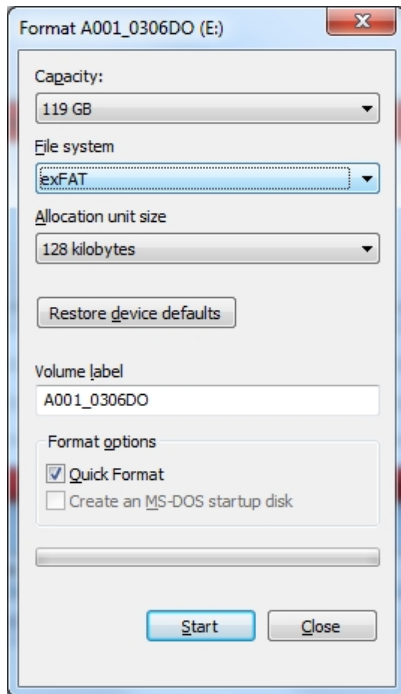 Format A001_0306DO (E:)
Capacity:
119 GB
File system
exFAT
Allocation unit size
128 kilobytes
Restore device defaults
Volume label
A001_0306DO
Format options
Quick Format
Create an MS-DOS startup disk
Start
Close